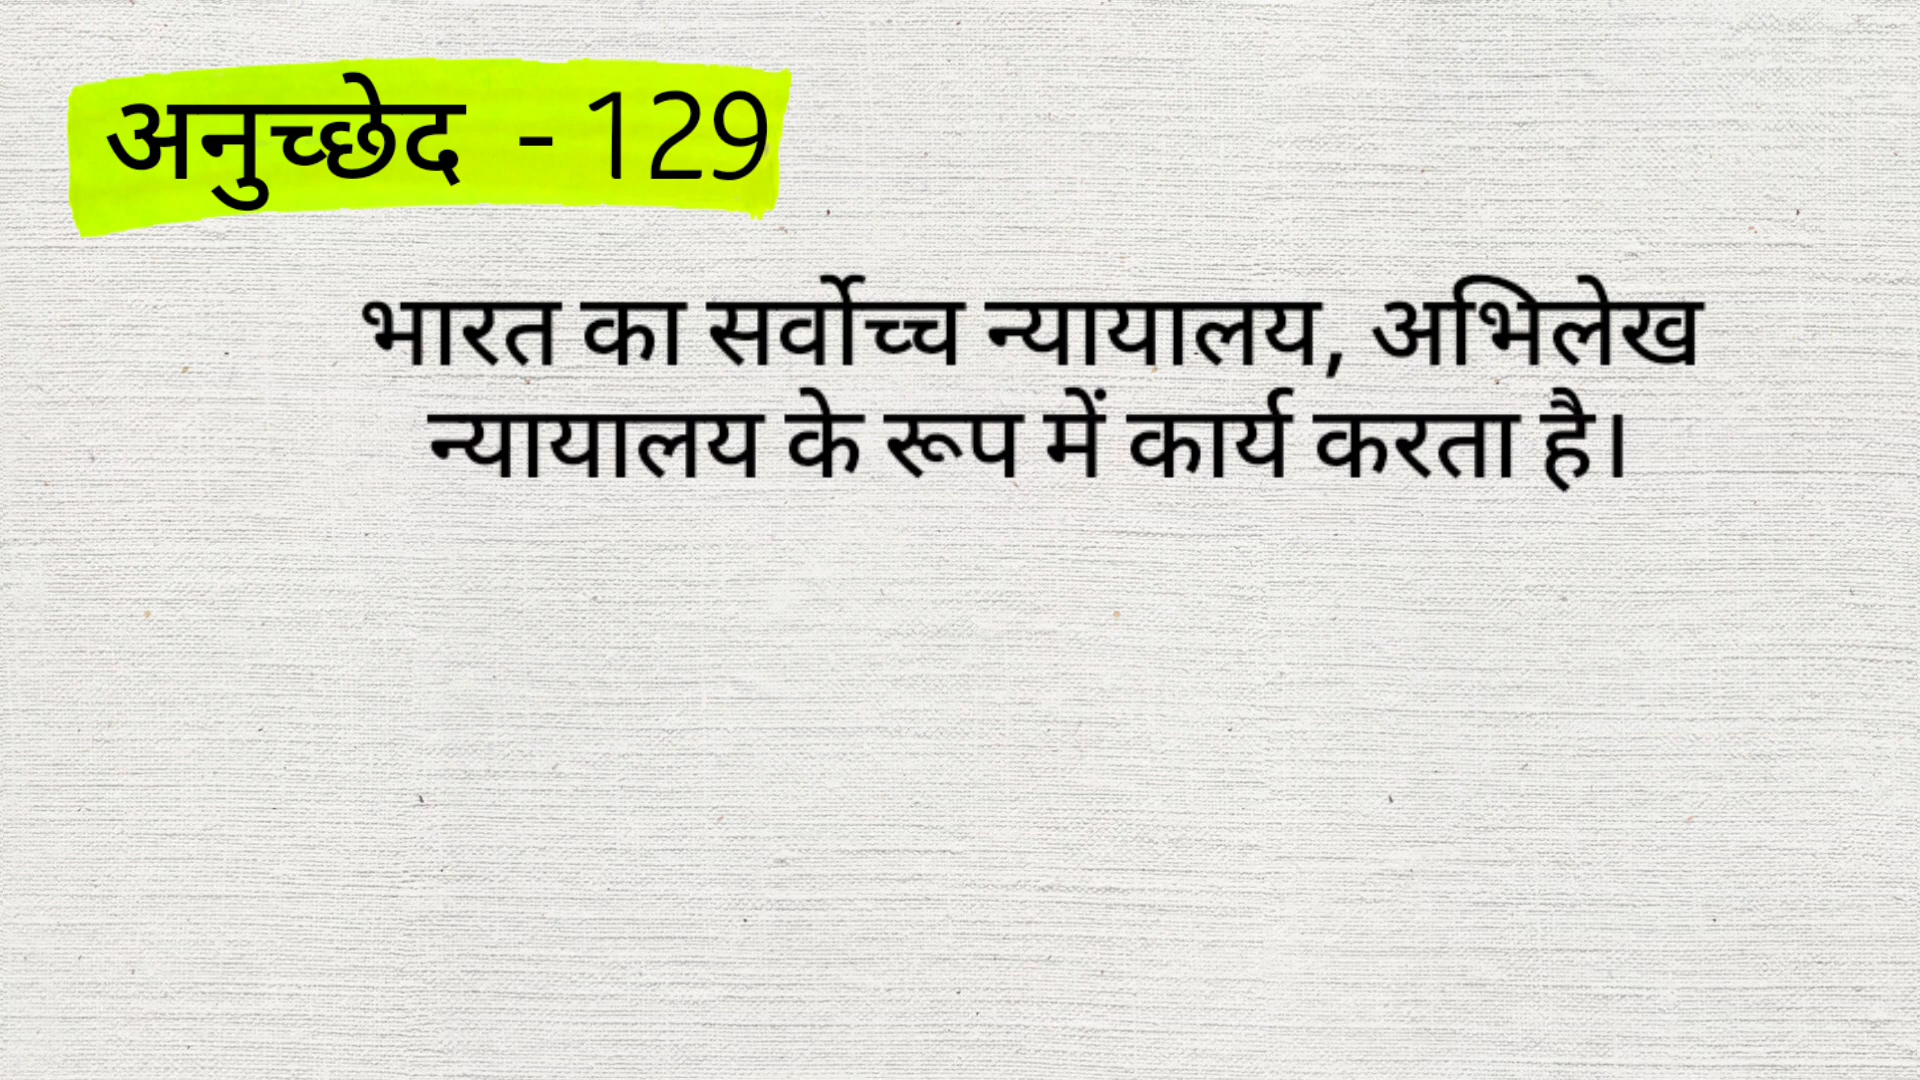 अनुच्छेद - 129
भारत का सर्वोच्च न्यायालय, अभिलेख
न्यायालय के रूप में कार्य करता है।